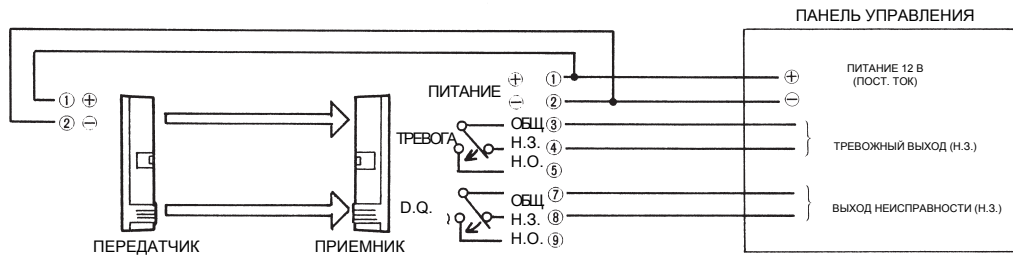 ПАНЕЛЬ УПРАВЛЕНИЯ
ПИТАНИЕ 12 В
(ПОСТ. ТОК)
① ⊕
② ⊖
ПИТАНИЕ
⊕ ①
⊖ ②
⊕
⊖
ТРЕВОГА
ОБЩ ③
Н.З. ④
Н.О. ⑤
ТРЕВОЖНЫЙ ВЫХОД (Н.З.)
D.Q.
ОБЩ ⑦
Н.З. ⑧
Н.О. ⑨
ВЫХОД НЕИСПРАВНОСТИ (Н.З.)
ПЕРЕДАТЧИК
ПРИЕМНИК